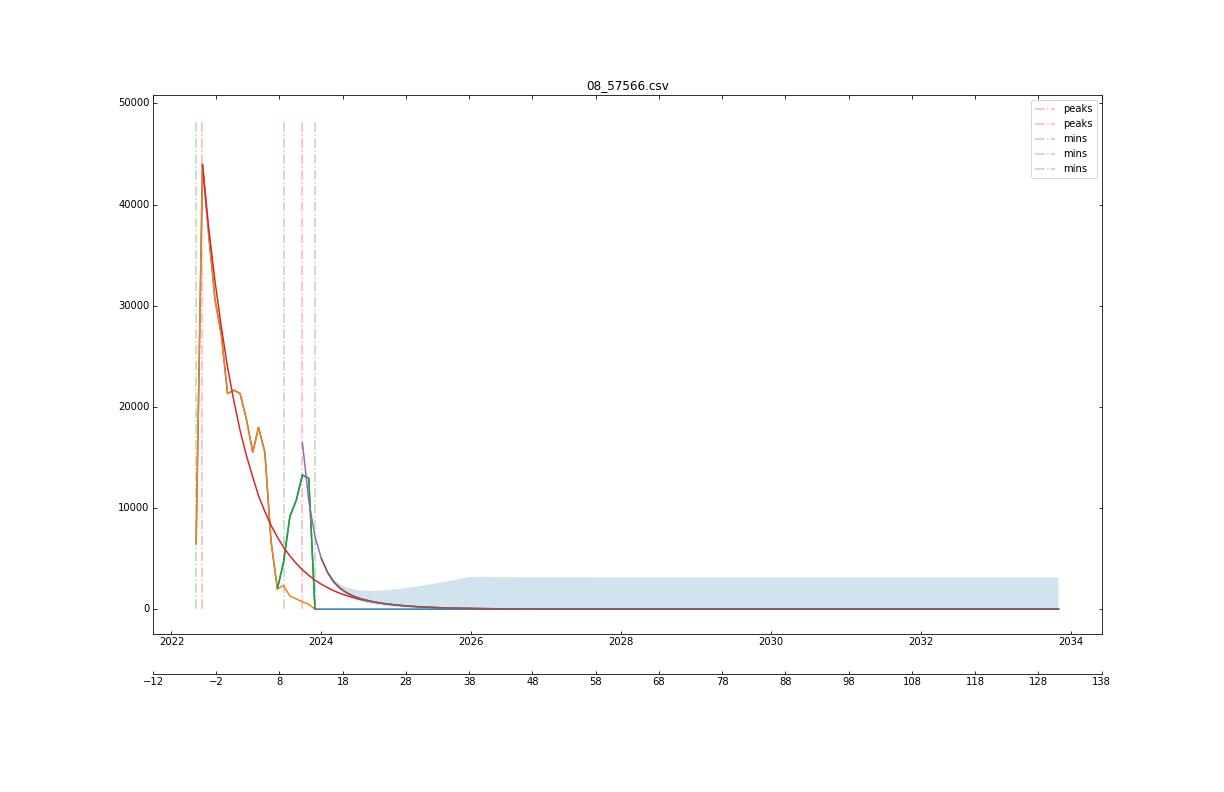 08_57566.csv
50000
40000
30000
20000
10000
0
peaks
peaks
mins
mins
mins
2022 2024 2026 2028 2030 2032 2034
−12 −2 8 18 28 38 48 58 68 78 88 98 108 118 128 138